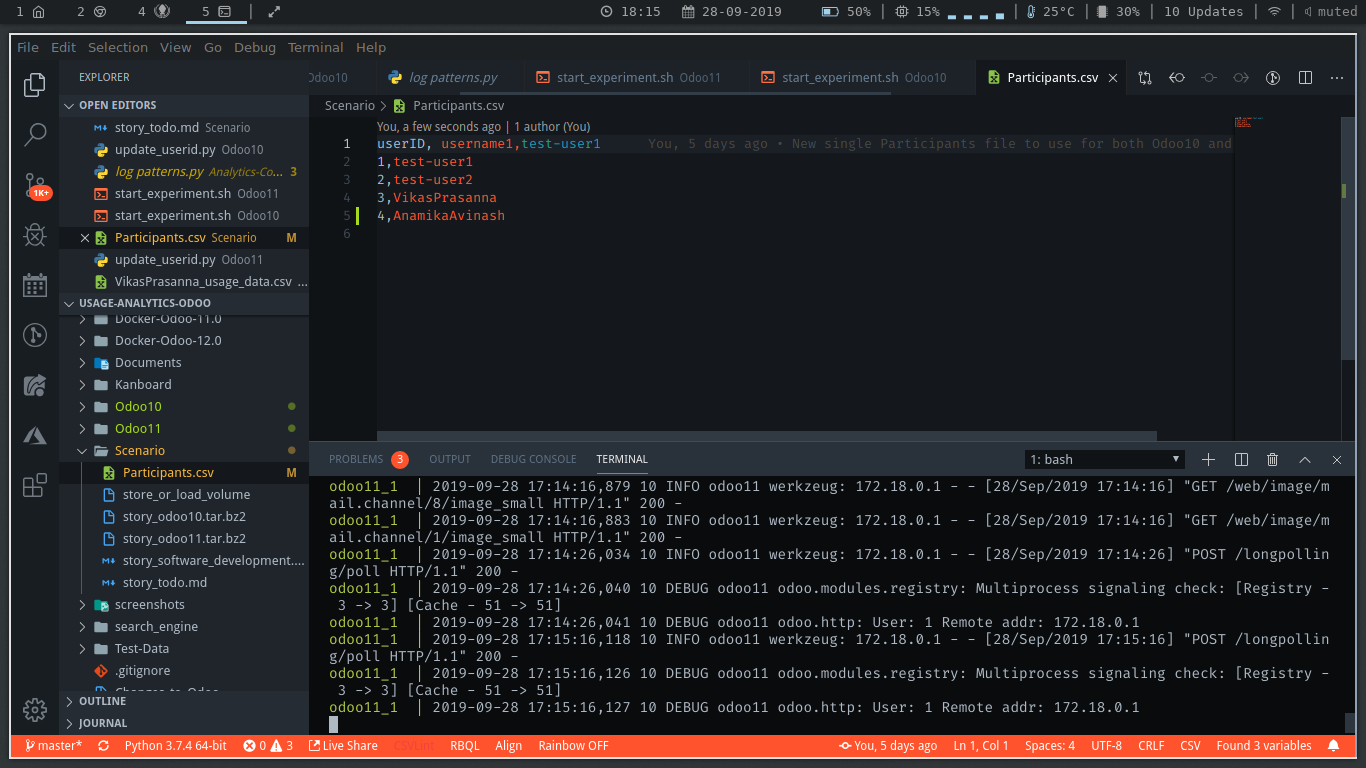 1 2 4 5 18:15 28-09-2019 50% 15% 25°C 30% 10 Updates muted
File Edit Selection View Go Debug Terminal Help
EXPLORER
OPEN EDITORS
story_todo.md Scenario
update_userid.py Odoo10
log patterns.py Analytics-Co... 3
start_experiment.sh Odoo11
start_experiment.sh Odoo10
Participants.csv Scenario M
update_userid.py Odoo11
VikasPrasanna_usage_data.csv ...
1K+
USAGE-ANALYTICS-ODOO
Docker-Odoo-11.0
Docker-Odoo-12.0
Documents
Kanboard
Odoo10
Odoo11
Scenario
Participants.csv M
store_or_load_volume
story_odoo10.tar.bz2
story_odoo11.tar.bz2
story_software_development....
story_todo.md
screenshots
search_engine
Test-Data
.gitignore
Changes-to-Odoo
OUTLINE
JOURNAL
Odoo10 log patterns.py start_experiment.sh Odoo11 start_experiment.sh Odoo10 Participants.csv
Scenario > Participants.csv
You, a few seconds ago | 1 author (You)
1 userID, username1,test-user1 You, 5 days ago • New single Participants file to use for both Odoo10 and
2 1,test-user1
3 2,test-user2
4 3,VikasPrasanna
5 4,AnamikaAvinash
6
PROBLEMS 3 OUTPUT DEBUG CONSOLE TERMINAL 1: bash
odoo11_1 | 2019-09-28 17:14:16,879 10 INFO odoo11 werkzeug: 172.18.0.1 - - [28/Sep/2019 17:14:16] "GET /web/image/m
ail.channel/8/image_small HTTP/1.1" 200 -
odoo11_1 | 2019-09-28 17:14:16,883 10 INFO odoo11 werkzeug: 172.18.0.1 - - [28/Sep/2019 17:14:16] "GET /web/image/m
ail.channel/1/image_small HTTP/1.1" 200 -
odoo11_1 | 2019-09-28 17:14:26,034 10 INFO odoo11 werkzeug: 172.18.0.1 - - [28/Sep/2019 17:14:26] "POST /longpollin
g/poll HTTP/1.1" 200 -
odoo11_1 | 2019-09-28 17:14:26,040 10 DEBUG odoo11 odoo.modules.registry: Multiprocess signaling check: [Registry -
3 -> 3] [Cache - 51 -> 51]
odoo11_1 | 2019-09-28 17:14:26,041 10 DEBUG odoo11 odoo.http: User: 1 Remote addr: 172.18.0.1
odoo11_1 | 2019-09-28 17:15:16,118 10 INFO odoo11 werkzeug: 172.18.0.1 - - [28/Sep/2019 17:15:16] "POST /longpollin
g/poll HTTP/1.1" 200 -
odoo11_1 | 2019-09-28 17:15:16,126 10 DEBUG odoo11 odoo.modules.registry: Multiprocess signaling check: [Registry -
3 -> 3] [Cache - 51 -> 51]
odoo11_1 | 2019-09-28 17:15:16,127 10 DEBUG odoo11 odoo.http: User: 1 Remote addr: 172.18.0.1
master* Python 3.7.4 64-bit 0 3 Live Share CSVLint RBQL Align Rainbow OFF You, 5 days ago Ln 1, Col 1 Spaces: 4 UTF-8 CRLF CSV Found 3 variables